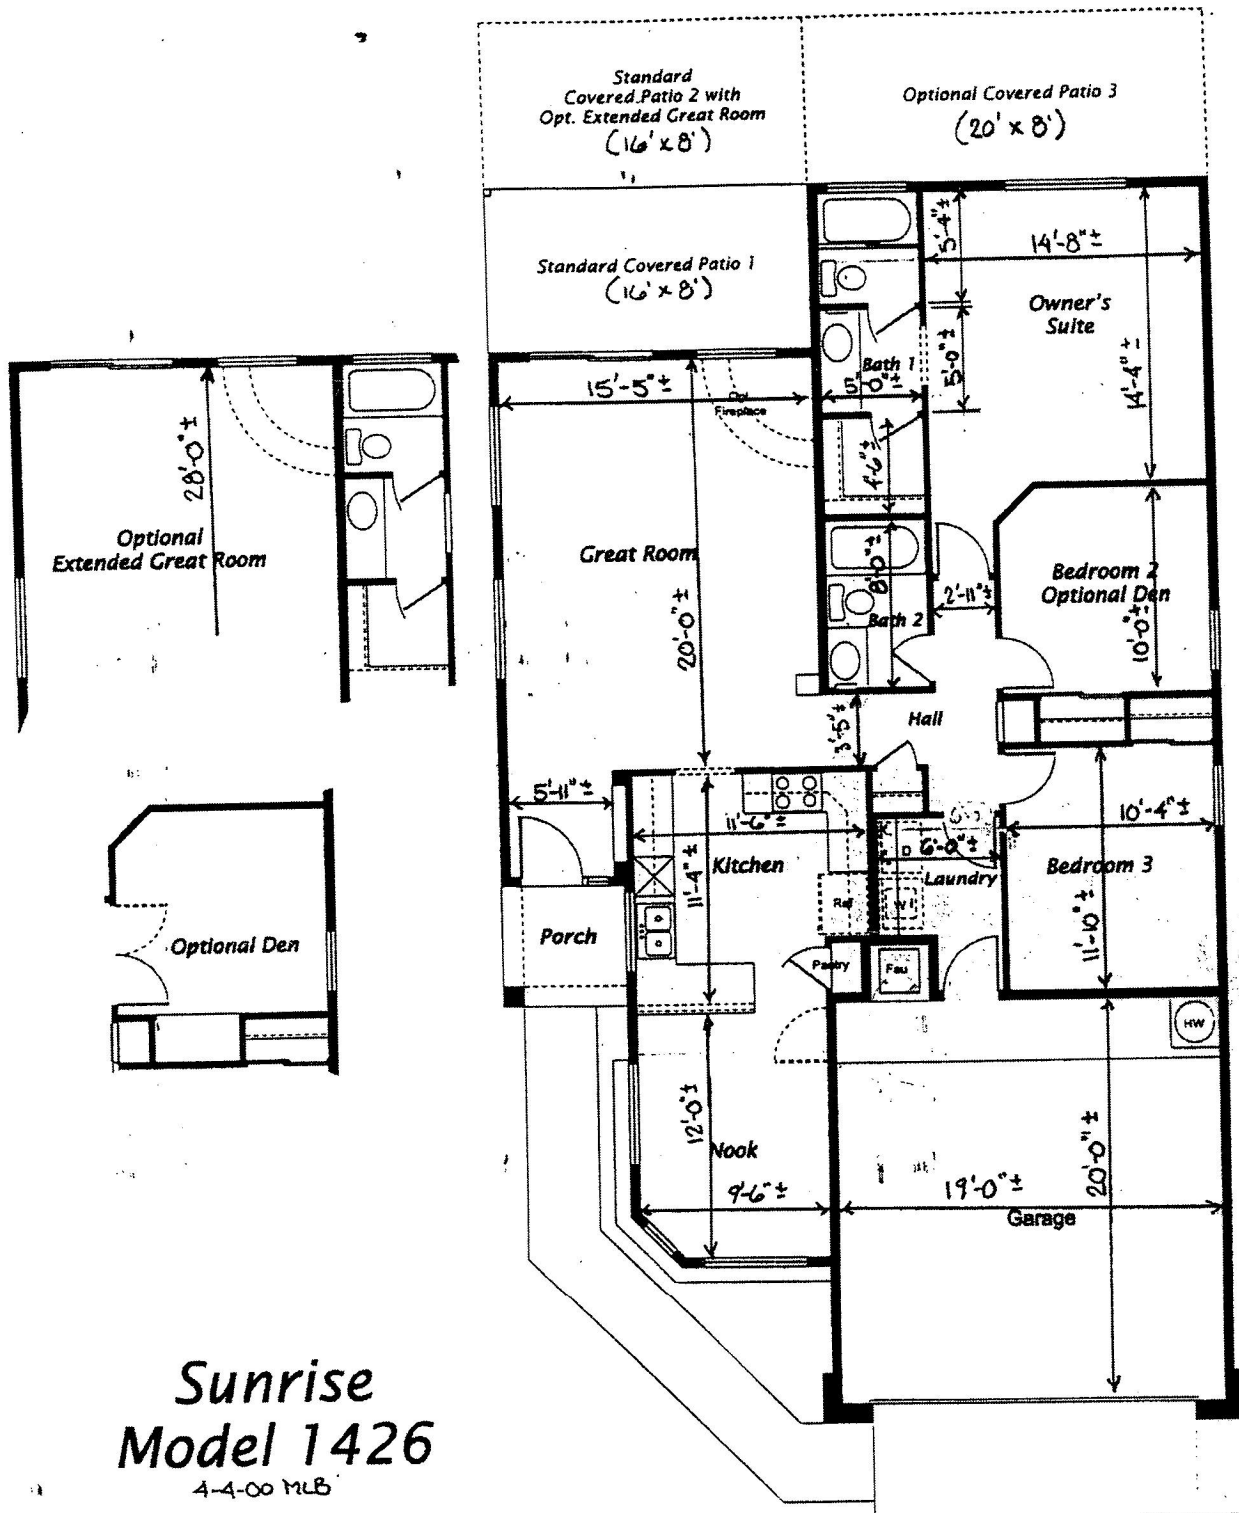 Standard
Covered Patio 2 with
Opt. Extended Great Room
(16' x 8')
Optional Covered Patio 3
(20' x 8')
Standard Covered Patio 1
(16' x 8')
5'-4"±
14'-8"±
Owner's
Suite
14'-4"±
Bath 1
5'-0"±
5'-0"±
15'-5"±
Opt
Fireplace
4'-6"±
28'-0"±
Optional
Extended Great Room
Great Room
20'-0"±
8'-0"±
Bath 2
2'-11"±
Bedroom 2
Optional Den
10'-0"±
3'-5"±
Hall
5'-11"±
11'-6"±
Kitchen
11'-4"±
D
6'-0"±
Laundry
W
Ref
10'-4"±
Bedroom 3
11'-10"±
Optional Den
Porch
Pantry
Fau
HW
12'-0"±
Nook
9'-6"±
19'-0"±
Garage
20'-0"±
Sunrise
Model 1426
4-4-00 MLB